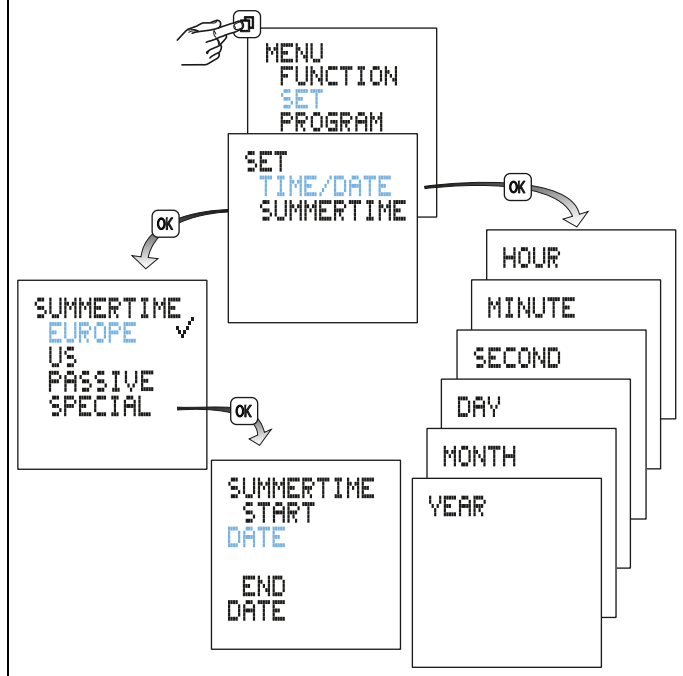 MENU
FUNCTION
SET
PROGRAM
SET
TIME/DATE
SUMMERTIME
OK
OK
SUMMERTIME
EUROPE ✓
US
PASSIVE
SPECIAL
OK
SUMMERTIME
START
DATE
END
DATE
HOUR
MINUTE
SECOND
DAY
MONTH
YEAR